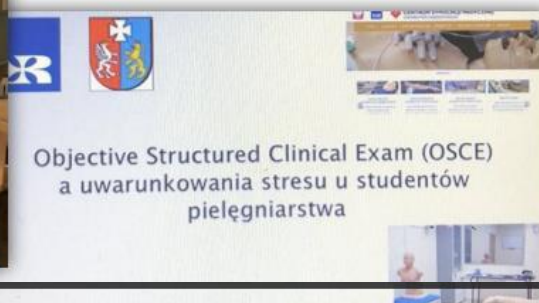 Objective Structured Clinical Exam (OSCE)
a uwarunkowania stresu u studentów
pielęgniarstwa